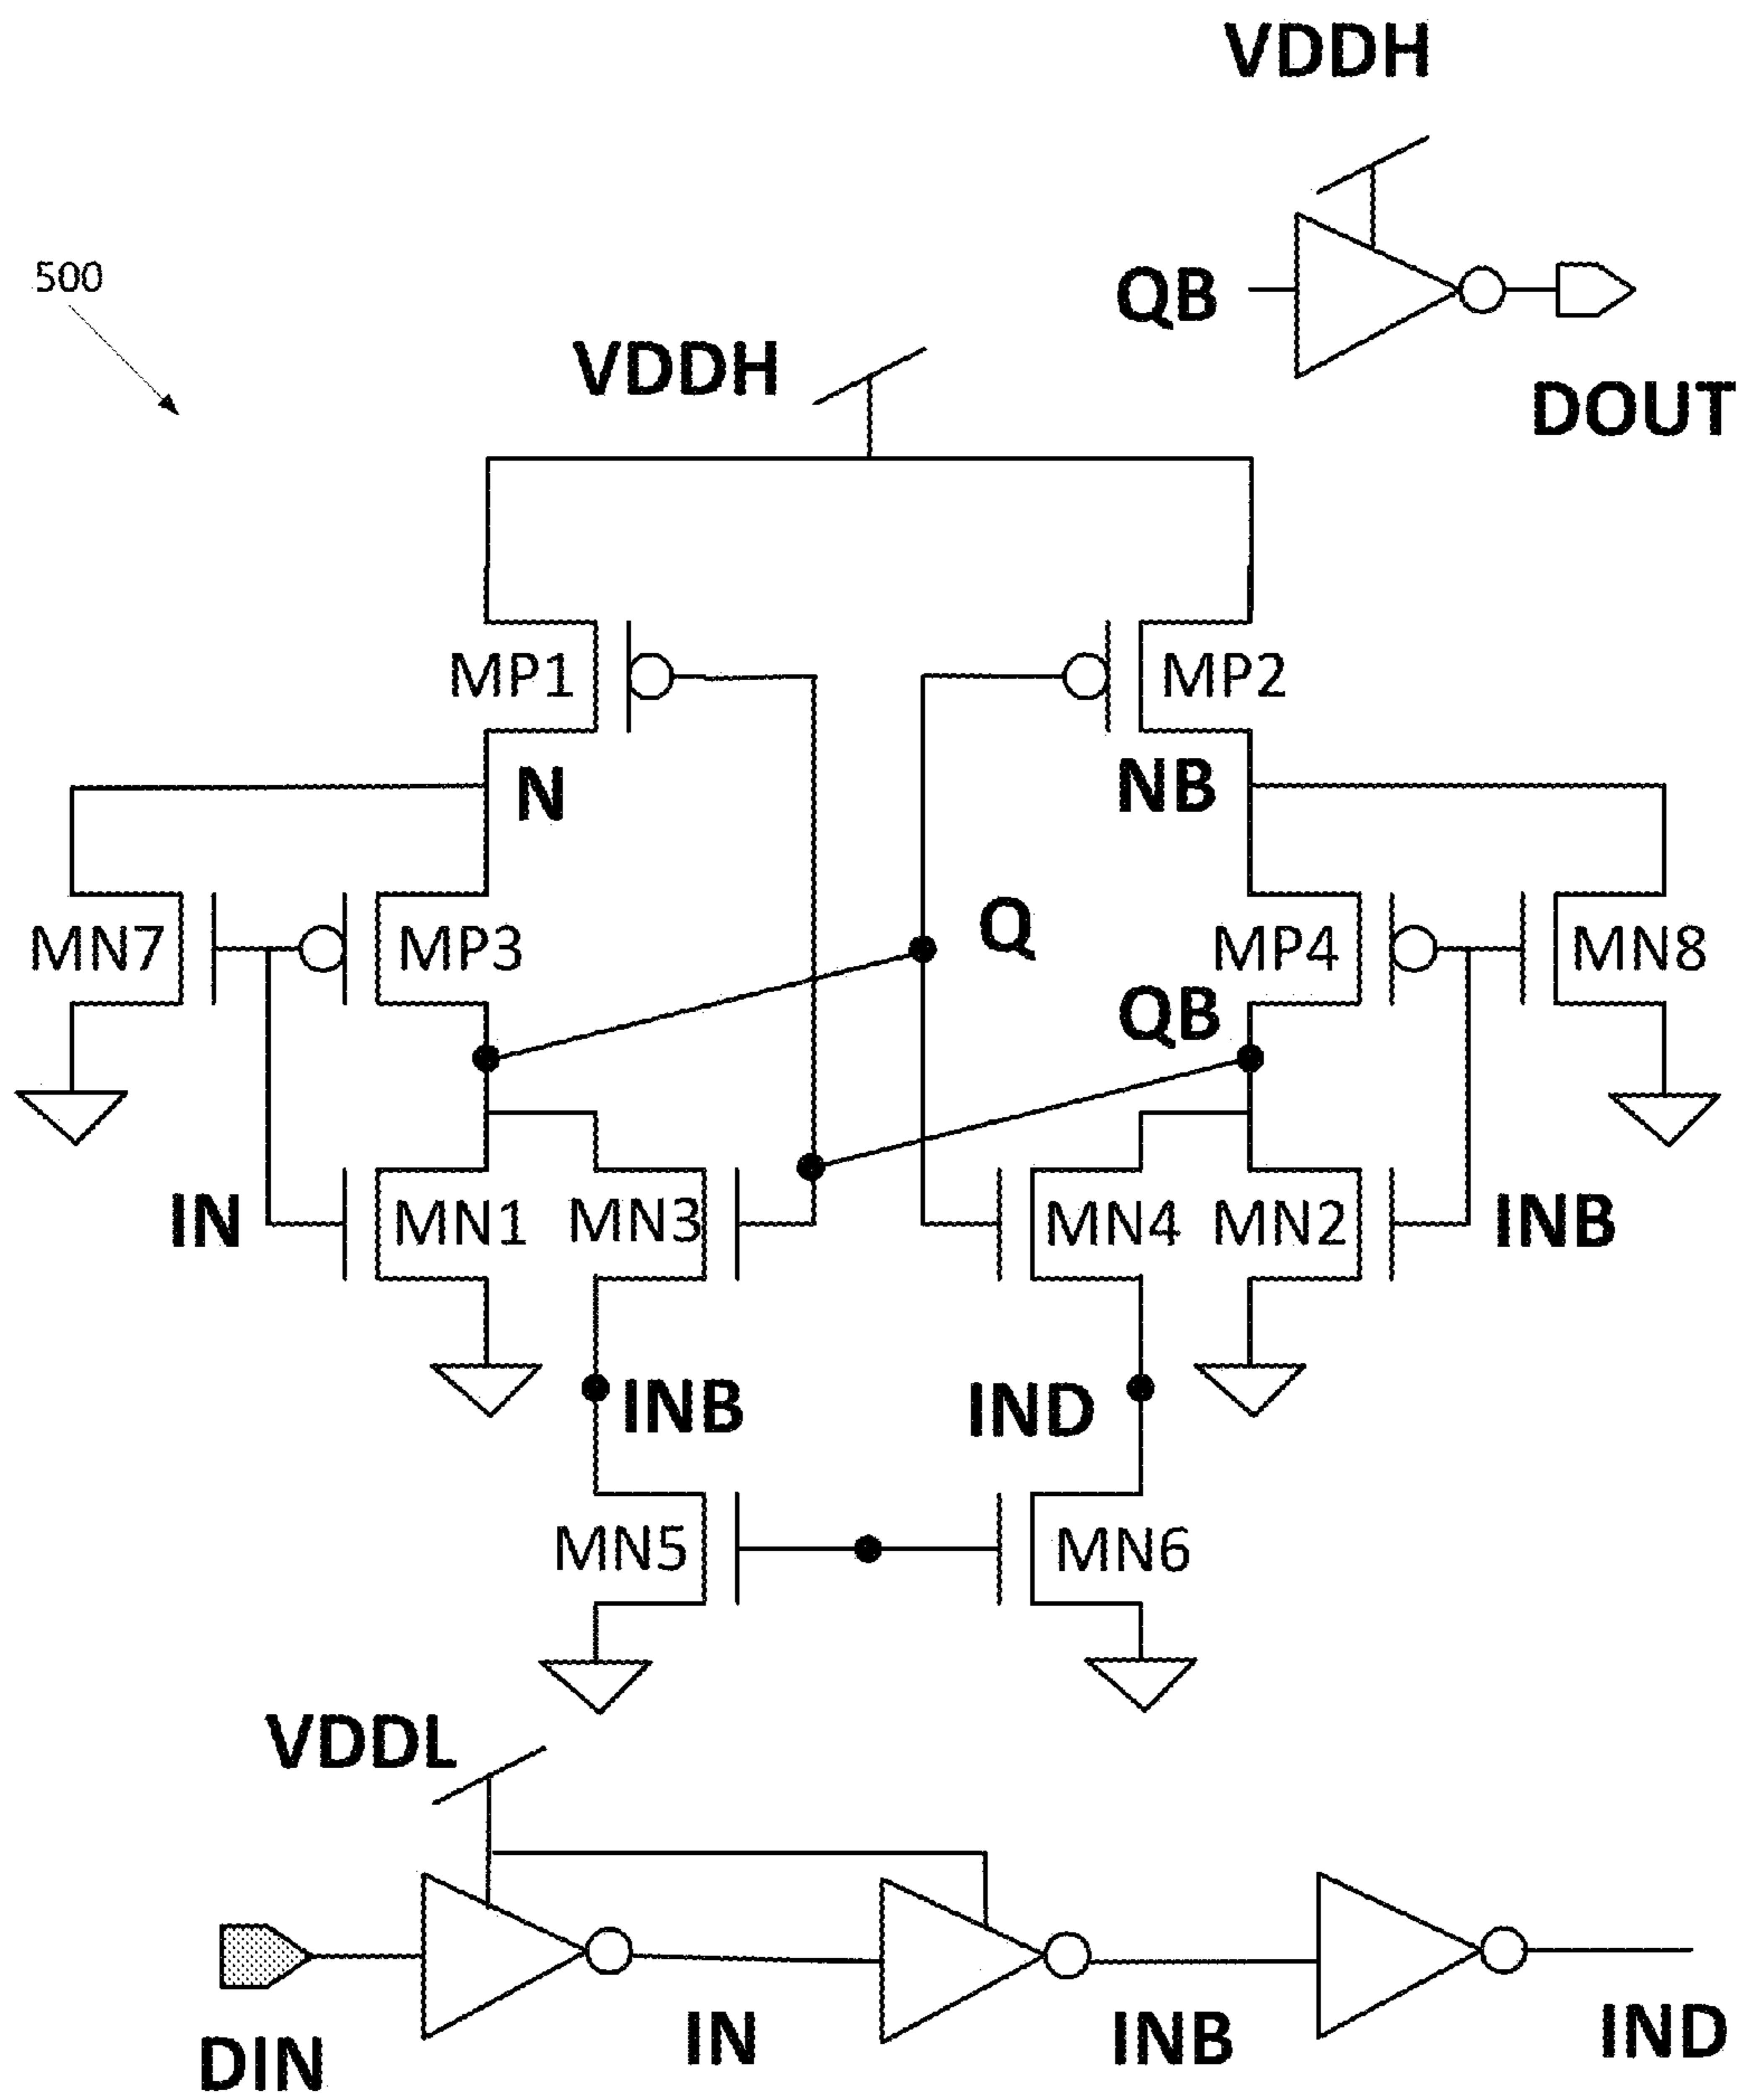 VDDH
500
QB
VDDH
DOUT
MP1
MP2
N
NB
Q
MN7
MP3
MP4
MN8
QB
IN
MN1
MN3
MN4
MN2
INB
INB
IND
MN5
MN6
VDDL
IN
INB
IND
DIN